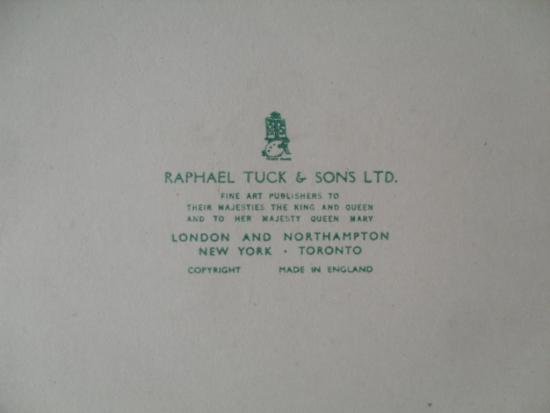 RAPHAEL TUCK & SONS LTD.
FINE ART PUBLISHERS TO
THEIR MAJESTIES THE KING AND QUEEN
AND TO HER MAJESTY QUEEN MARY
LONDON AND NORTHAMPTON
NEW YORK · TORONTO
COPYRIGHT MADE IN ENGLAND